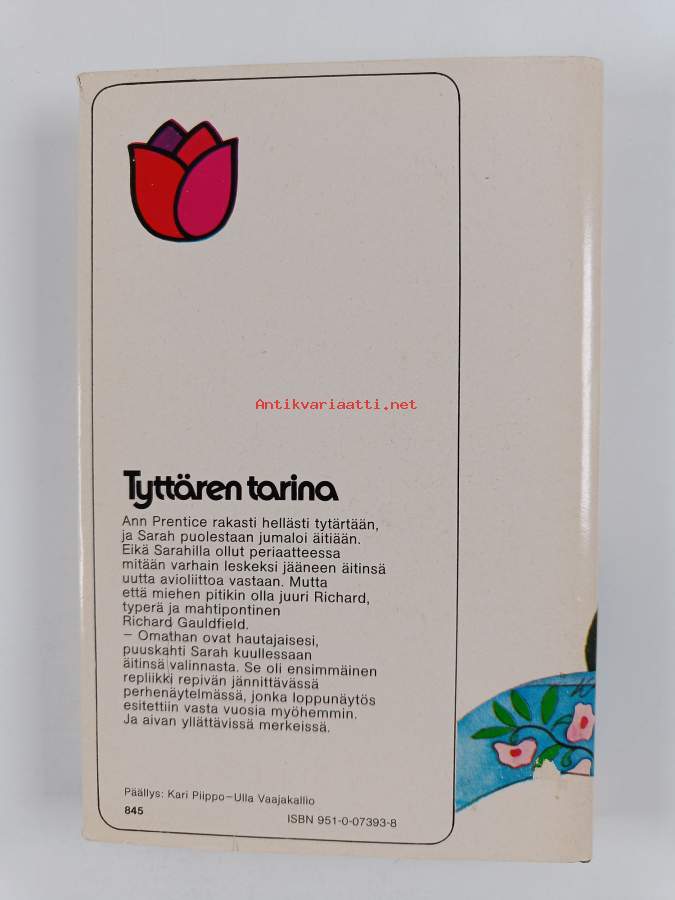 Antikvariaatti.net
Tyttären tarina
Ann Prentice rakasti hellästi tytärtään,
ja Sarah puolestaan jumaloi äitiään.
Eikä Sarahilla ollut periaatteessa
mitään varhain leskeksi jääneen äitinsä
uutta avioliittoa vastaan. Mutta
että miehen pitikin olla juuri Richard,
typerä ja mahtipontinen
Richard Gauldfield.
– Omathan ovat hautajaisesi,
puuskahti Sarah kuullessaan
äitinsä valinnasta. Se oli ensimmäinen
repliikki repivän jännittävässä
perhenäytelmässä, jonka loppunäytös
esitettiin vasta vuosia myöhemmin.
Ja aivan yllättävissä merkeissä.
Päällys: Kari Piippo–Ulla Vaajakallio
845
ISBN 951-0-07393-8